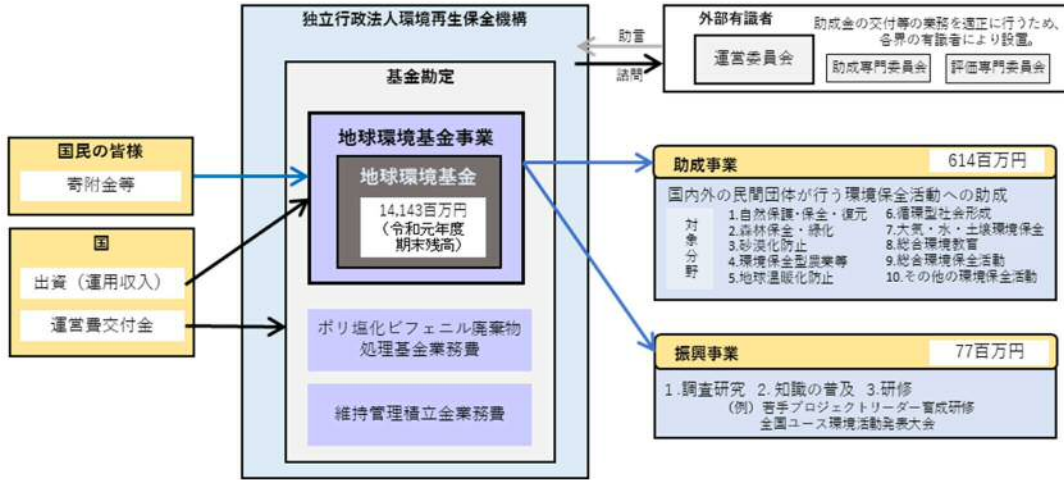 独立行政法人環境再生保全機構
基金勘定
地球環境基金事業
地球環境基金
14,143百万円
（令和元年度
期末残高）
ポリ塩化ビフェニル廃棄物
処理基金業務費
維持管理積立金業務費
国民の皆様
寄附金等
国
出資（運用収入）
運営費交付金
助言
諮問
外部有識者
助成金の交付等の業務を適正に行うため、
各界の有識者により設置。
運営委員会
助成専門委員会
評価専門委員会
助成事業
614百万円
国内外の民間団体が行う環境保全活動への助成
対象分野
1.自然保護・保全・復元
2.森林保全・緑化
3.砂漠化防止
4.環境保全型農業等
5.地球温暖化防止
6.循環型社会形成
7.大気・水・土壌環境保全
8.総合環境教育
9.総合環境保全活動
10.その他の環境保全活動
振興事業
77百万円
1.調査研究 2.知識の普及 3.研修
（例）若手プロジェクトリーダー育成研修
全国ユース環境活動発表大会